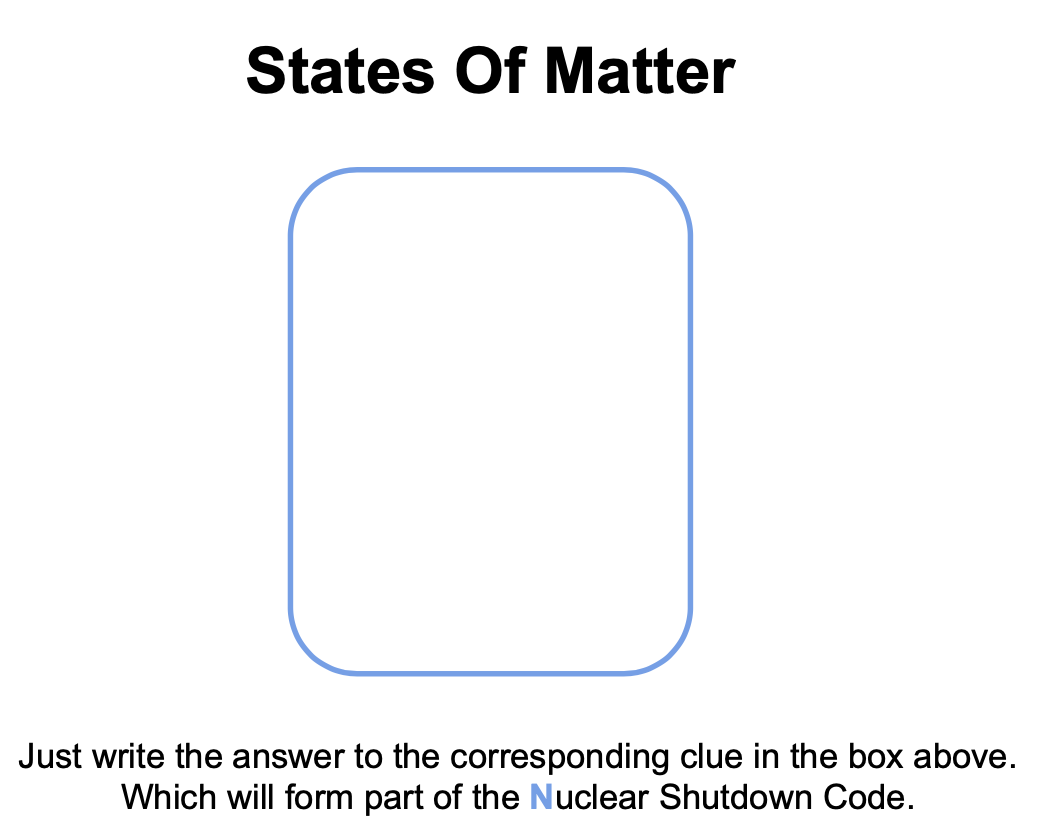 States Of Matter
Just write the answer to the corresponding clue in the box above.
Which will form part of the Nuclear Shutdown Code.